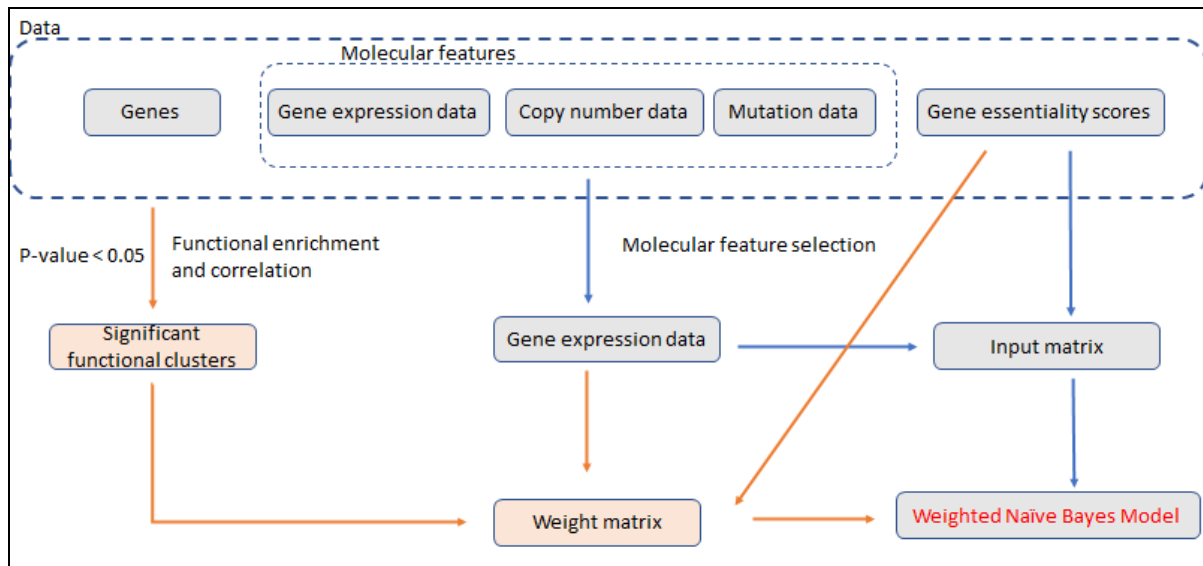 Data
Molecular features
Genes
Gene expression data
Copy number data
Mutation data
Gene essentiality scores
P-value < 0.05
Functional enrichment
and correlation
Molecular feature selection
Significant
functional clusters
Gene expression data
Input matrix
Weight matrix
Weighted Naïve Bayes Model